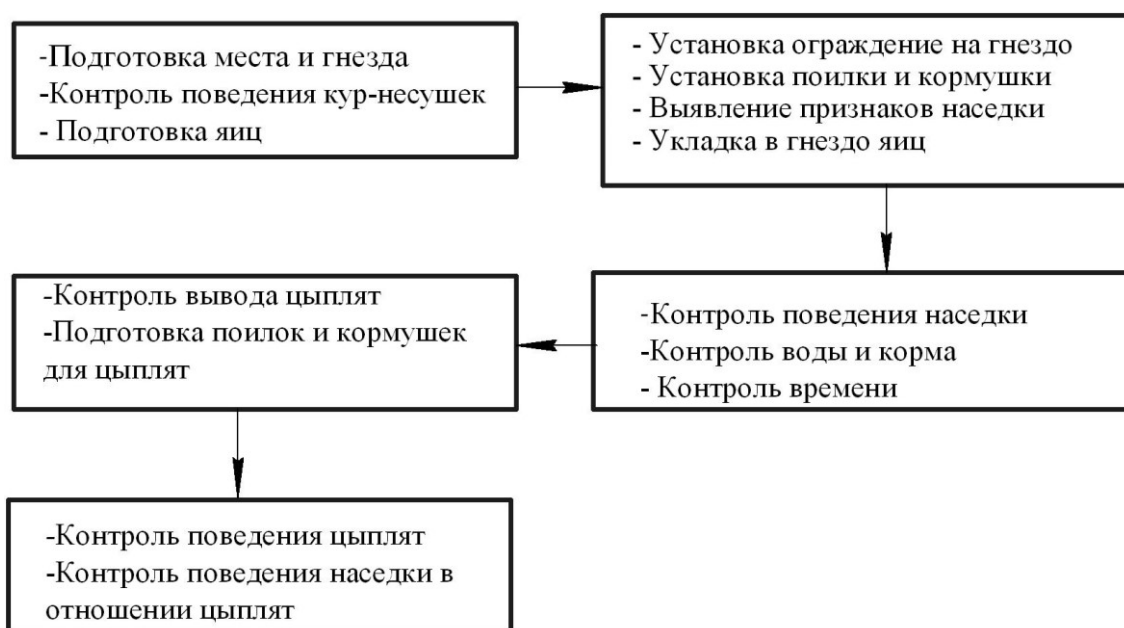 -Подготовка места и гнезда
-Контроль поведения кур-несушек
- Подготовка яиц
- Установка ограждение на гнездо
- Установка поилки и кормушки
- Выявление признаков наседки
- Укладка в гнездо яиц
-Контроль поведения наседки
-Контроль воды и корма
- Контроль времени
-Контроль вывода цыплят
-Подготовка поилок и кормушек
для цыплят
-Контроль поведения цыплят
-Контроль поведения наседки в
отношении цыплят